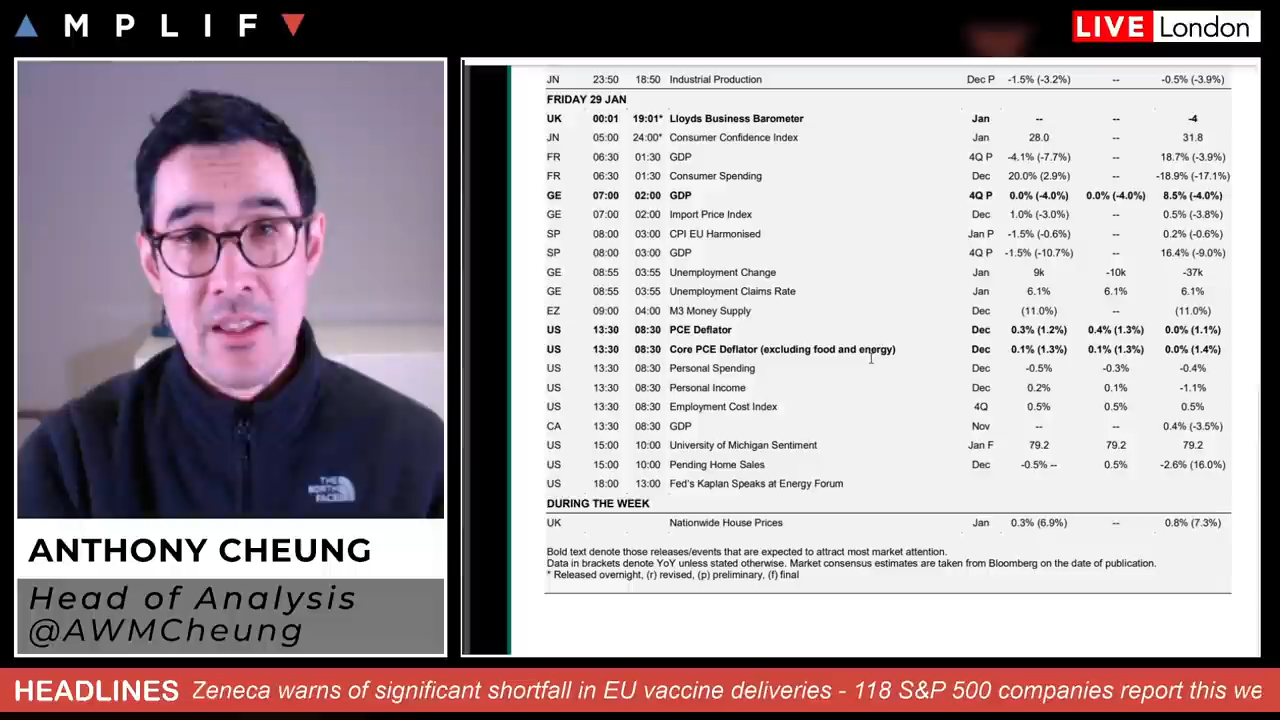 AMPLIFY
LIVE London
JN 23:50 18:50 Industrial Production Dec P -1.5% (-3.2%) -- -0.5% (-3.9%)
FRIDAY 29 JAN
UK 00:01 19:01* Lloyds Business Barometer Jan -- -- -4
JN 05:00 24:00* Consumer Confidence Index Jan 28.0 -- 31.8
FR 06:30 01:30 GDP 4Q P -4.1% (-7.7%) -- 18.7% (-3.9%)
FR 06:30 01:30 Consumer Spending Dec 20.0% (2.9%) -- -18.9% (-17.1%)
GE 07:00 02:00 GDP 4Q P 0.0% (-4.0%) 0.0% (-4.0%) 8.5% (-4.0%)
GE 07:00 02:00 Import Price Index Dec 1.0% (-3.0%) -- 0.5% (-3.8%)
SP 08:00 03:00 CPI EU Harmonised Jan P -1.5% (-0.6%) -- 0.2% (-0.6%)
SP 08:00 03:00 GDP 4Q P -1.5% (-10.7%) -- 16.4% (-9.0%)
GE 08:55 03:55 Unemployment Change Jan 9k -10k -37k
GE 08:55 03:55 Unemployment Claims Rate Jan 6.1% 6.1% 6.1%
EZ 09:00 04:00 M3 Money Supply Dec (11.0%) -- (11.0%)
US 13:30 08:30 PCE Deflator Dec 0.3% (1.2%) 0.4% (1.3%) 0.0% (1.1%)
US 13:30 08:30 Core PCE Deflator (excluding food and energy) Dec 0.1% (1.3%) 0.1% (1.3%) 0.0% (1.4%)
US 13:30 08:30 Personal Spending Dec -0.5% -0.3% -0.4%
US 13:30 08:30 Personal Income Dec 0.2% 0.1% -1.1%
US 13:30 08:30 Employment Cost Index 4Q 0.5% 0.5% 0.5%
CA 13:30 08:30 GDP Nov -- -- 0.4% (-3.5%)
US 15:00 10:00 University of Michigan Sentiment Jan F 79.2 79.2 79.2
US 15:00 10:00 Pending Home Sales Dec -0.5% -- 0.5% -2.6% (16.0%)
US 18:00 13:00 Fed's Kaplan Speaks at Energy Forum
DURING THE WEEK
UK Nationwide House Prices Jan 0.3% (6.9%) -- 0.8% (7.3%)
Bold text denote those releases/events that are expected to attract most market attention.
Data in brackets denote YoY unless stated otherwise. Market consensus estimates are taken from Bloomberg on the date of publication.
* Released overnight, (r) revised, (p) preliminary, (f) final
THE
NORTH
FACE
ANTHONY CHEUNG
Head of Analysis
@AWMCheung
HEADLINES Zeneca warns of significant shortfall in EU vaccine deliveries - 118 S&P 500 companies report this we